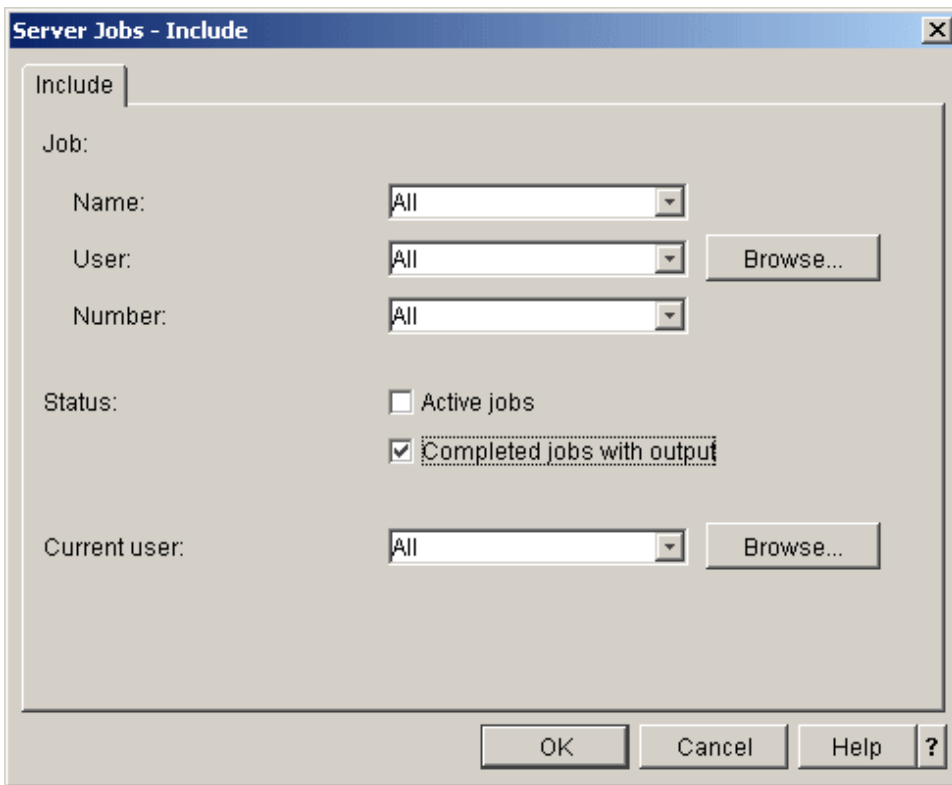 Server Jobs - Include
Include
Job:
Name: All
User: All Browse...
Number: All
Status: Active jobs
Completed jobs with output
Current user: All Browse...
OK Cancel Help ?